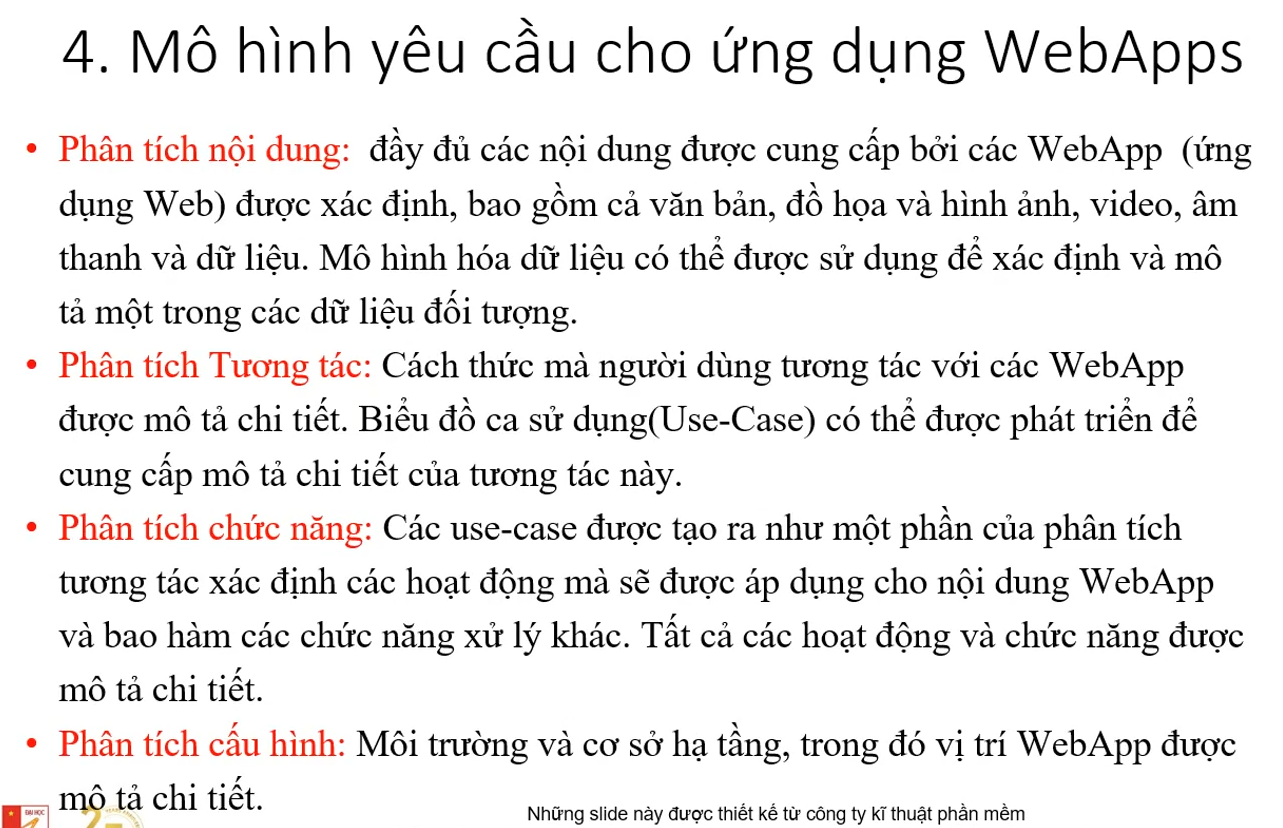 4. Mô hình yêu cầu cho ứng dụng WebApps
• Phân tích nội dung: đầy đủ các nội dung được cung cấp bởi các WebApp (ứng
dụng Web) được xác định, bao gồm cả văn bản, đồ họa và hình ảnh, video, âm
thanh và dữ liệu. Mô hình hóa dữ liệu có thể được sử dụng để xác định và mô
tả một trong các dữ liệu đối tượng.
• Phân tích Tương tác: Cách thức mà người dùng tương tác với các WebApp
được mô tả chi tiết. Biểu đồ ca sử dụng(Use-Case) có thể được phát triển để
cung cấp mô tả chi tiết của tương tác này.
• Phân tích chức năng: Các use-case được tạo ra như một phần của phân tích
tương tác xác định các hoạt động mà sẽ được áp dụng cho nội dung WebApp
và bao hàm các chức năng xử lý khác. Tất cả các hoạt động và chức năng được
mô tả chi tiết.
• Phân tích cấu hình: Môi trường và cơ sở hạ tầng, trong đó vị trí WebApp được
mô tả chi tiết.
ĐẠI HỌC
Những slide này được thiết kế từ công ty kĩ thuật phần mềm